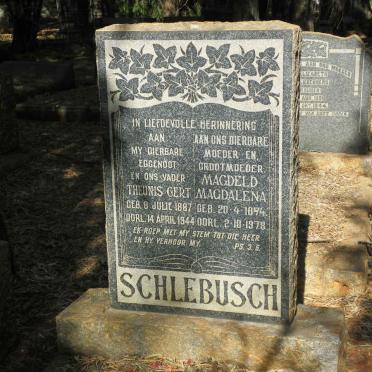 IN LIEFDEVOLLE HERINNERING
AAN
MY DIERBARE
EGGENOOT
EN ONS VADER
THEUNIS GERT
GEB. 8 JULIE 1887
OORL. 14 APRIL 1944
AAN ONS DIERBARE
MOEDER EN
GROOTMOEDER
MAGDELD
MAGDALENA
GEB. 20-4-1894
OORL. 2-10-1978
EK ROEP MET MY STEM TOT DIE HEER
EN HY VERHOOR MY. PS. 3. 5.
SCHLEBUSCH